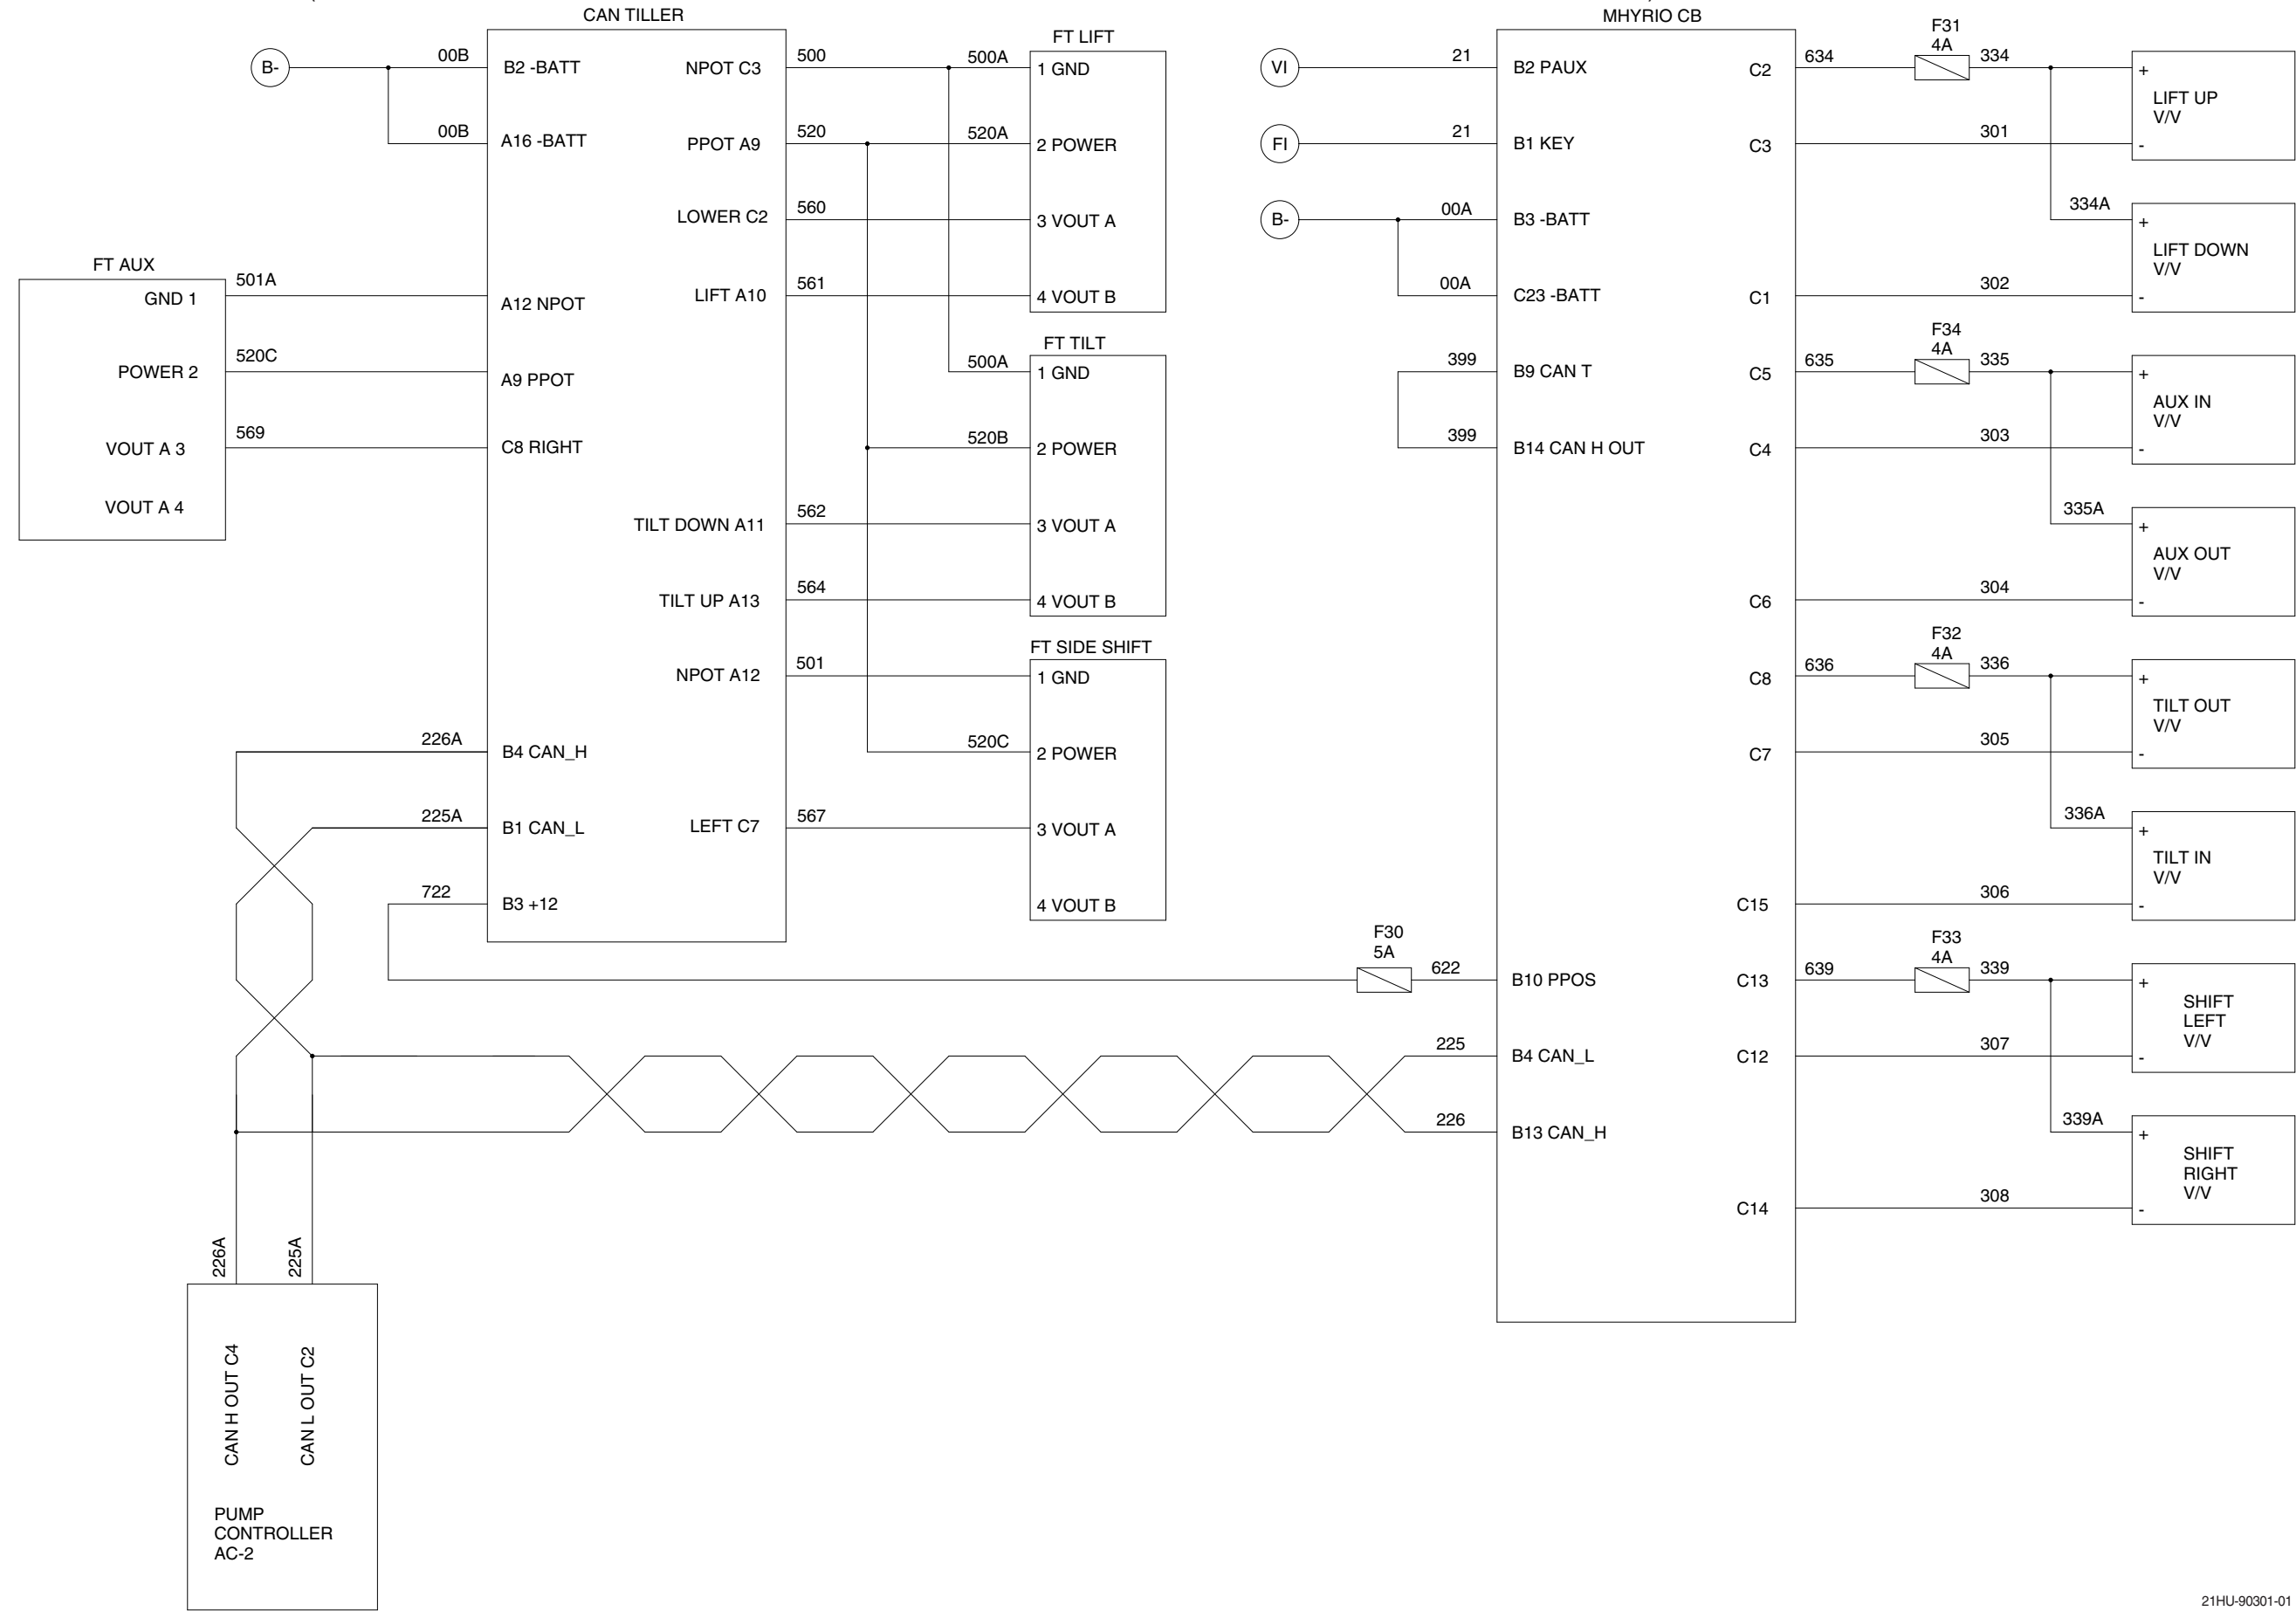 CAN TILLER
B-
00B
B2 -BATT
00B
A16 -BATT
NPOT C3
500
PPOT A9
520
LOWER C2
560
LIFT A10
561
FT LIFT
500A
1 GND
520A
2 POWER
3 VOUT A
4 VOUT B
FT AUX
GND 1
501A
A12 NPOT
POWER 2
520C
A9 PPOT
VOUT A 3
569
C8 RIGHT
VOUT A 4
FT TILT
500A
1 GND
520B
2 POWER
TILT DOWN A11
562
3 VOUT A
TILT UP A13
564
4 VOUT B
FT SIDE SHIFT
NPOT A12
501
1 GND
520C
2 POWER
LEFT C7
567
3 VOUT A
4 VOUT B
226A
B4 CAN_H
225A
B1 CAN_L
722
B3 +12
F30
5A
622
B10 PPOS
225
B4 CAN_L
226
B13 CAN_H
226A
225A
CAN H OUT C4
CAN L OUT C2
PUMP
CONTROLLER
AC-2
MHYRIO CB
VI
21
B2 PAUX
FI
21
B1 KEY
B-
00A
B3 -BATT
00A
C23 -BATT
399
B9 CAN T
399
B14 CAN H OUT
C2
634
F31
4A
334
+
LIFT UP
V/V
C3
301
-
334A
+
LIFT DOWN
V/V
C1
302
-
C5
635
F34
4A
335
+
AUX IN
V/V
C4
303
-
335A
+
AUX OUT
V/V
C6
304
-
C8
636
F32
4A
336
+
TILT OUT
V/V
C7
305
-
336A
+
TILT IN
V/V
C15
306
-
C13
639
F33
4A
339
+
SHIFT
LEFT
V/V
C12
307
-
339A
+
SHIFT
RIGHT
V/V
C14
308
-
21HU-90301-01